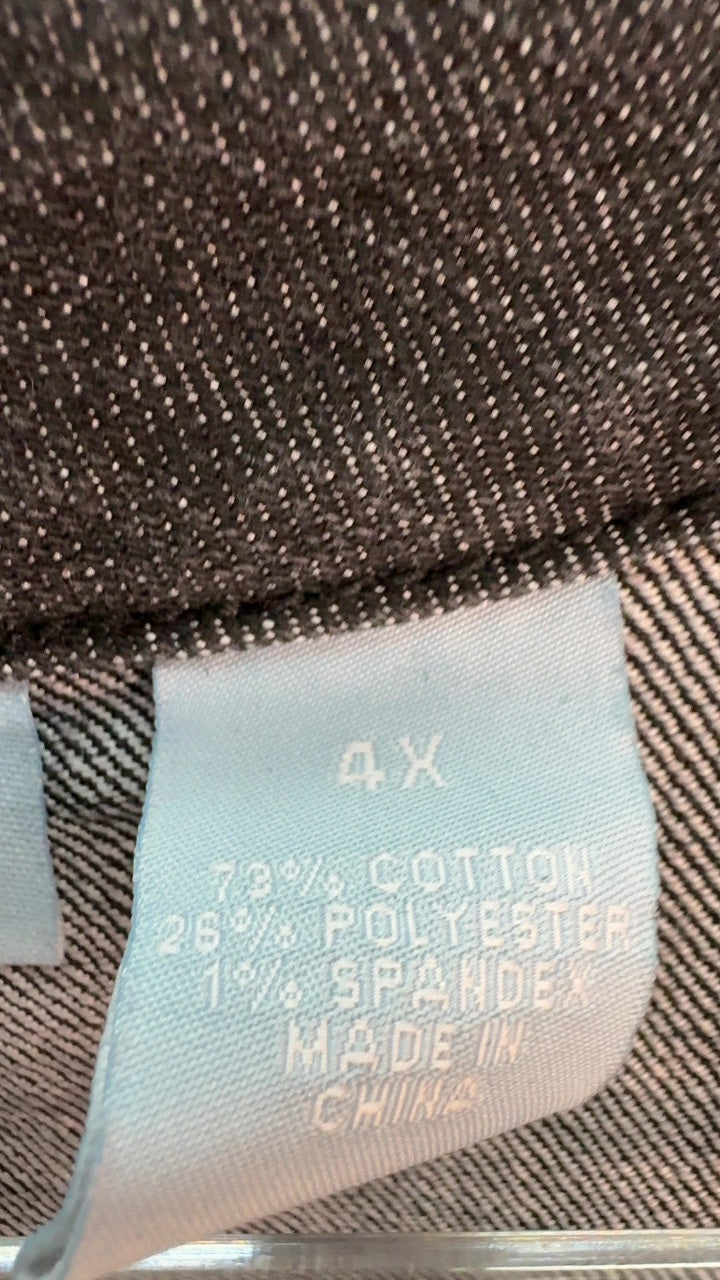 4X
73% COTTON
26% POLYESTER
1% SPANDEX
MADE IN
CHINA